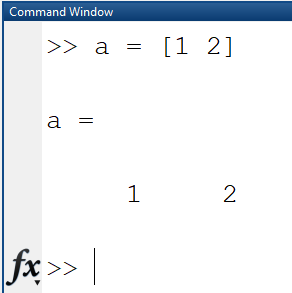 Command Window
>> a = [1 2]
a =
1 2
fx >>